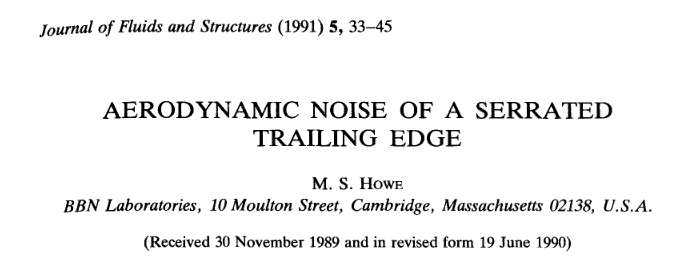 Journal of Fluids and Structures (1991) 5, 33–45
AERODYNAMIC NOISE OF A SERRATED
TRAILING EDGE
M. S. HOWE
BBN Laboratories, 10 Moulton Street, Cambridge, Massachusetts 02138, U.S.A.
(Received 30 November 1989 and in revised form 19 June 1990)